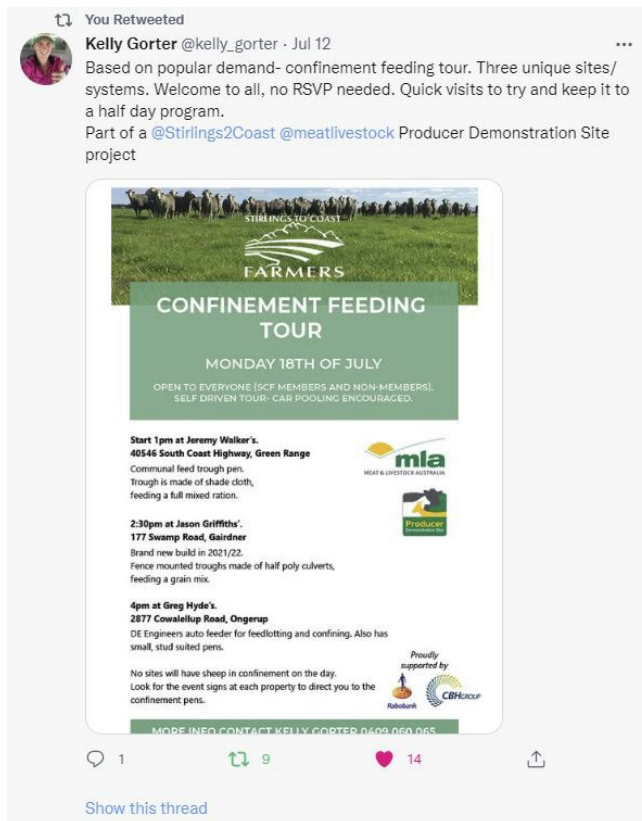 You Retweeted
Kelly Gorter @kelly_gorter · Jul 12
Based on popular demand- confinement feeding tour. Three unique sites/
systems. Welcome to all, no RSVP needed. Quick visits to try and keep it to
a half day program.
Part of a @Stirlings2Coast @meatlivestock Producer Demonstration Site
project
STIRLINGS TO COAST
FARMERS
CONFINEMENT FEEDING
TOUR
MONDAY 18TH OF JULY
OPEN TO EVERYONE (SCF MEMBERS AND NON-MEMBERS).
SELF DRIVEN TOUR- CAR POOLING ENCOURAGED.
Start 1pm at Jeremy Walker's.
40546 South Coast Highway, Green Range
Communal feed trough pen.
Trough is made of shade cloth,
feeding a full mixed ration.
mla
MEAT & LIVESTOCK AUSTRALIA
Producer
Demonstration Site
2:30pm at Jason Griffiths'.
177 Swamp Road, Gairdner
Brand new build in 2021/22.
Fence mounted troughs made of half poly culverts,
feeding a grain mix.
4pm at Greg Hyde's.
2877 Cowalellup Road, Ongerup
DE Engineers auto feeder for feedlotting and confining. Also has
small, stud suited pens.
No sites will have sheep in confinement on the day.
Look for the event signs at each property to direct you to the
confinement pens.
Proudly
supported by
Rabobank
CBHGROUP
MORE INFO CONTACT KELLY GORTER 0409 060 065
1
9
14
Show this thread